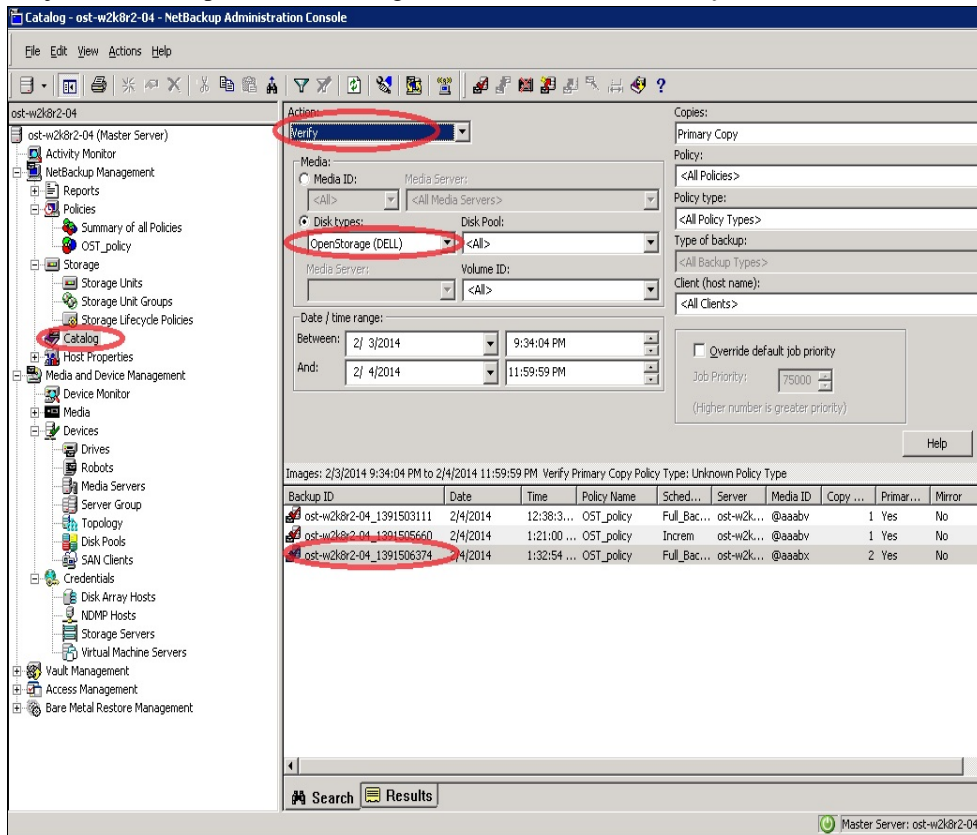 Catalog - ost-w2k8r2-04 - NetBackup Administration Console
File Edit View Actions Help
ost-w2k8r2-04
ost-w2k8r2-04 (Master Server)
Activity Monitor
NetBackup Management
Reports
Policies
Summary of all Policies
OST_policy
Storage
Storage Units
Storage Unit Groups
Storage Lifecycle Policies
Catalog
Host Properties
Media and Device Management
Device Monitor
Media
Devices
Drives
Robots
Media Servers
Server Group
Topology
Disk Pools
SAN Clients
Credentials
Disk Array Hosts
NDMP Hosts
Storage Servers
Virtual Machine Servers
Vault Management
Access Management
Bare Metal Restore Management
Action:
Verify
Media:
Media ID: Media Server:
<All> <All Media Servers>
Disk types: Disk Pool:
OpenStorage (DELL) <All>
Media Server: Volume ID:
<All>
Date / time range:
Between: 2/ 3/2014 9:34:04 PM
And: 2/ 4/2014 11:59:59 PM
Copies:
Primary Copy
Policy:
<All Policies>
Policy type:
<All Policy Types>
Type of backup:
<All Backup Types>
Client (host name):
<All Clients>
Override default job priority
Job Priority: 75000
(Higher number is greater priority)
Help
Images: 2/3/2014 9:34:04 PM to 2/4/2014 11:59:59 PM Verify Primary Copy Policy Type: Unknown Policy Type
Backup ID Date Time Policy Name Sched... Server Media ID Copy ... Primar... Mirror
ost-w2k8r2-04_1391503111 2/4/2014 12:38:3... OST_policy Full_Bac... ost-w2k... @aaabv 1 Yes No
ost-w2k8r2-04_1391505660 2/4/2014 1:21:00 ... OST_policy Increm ost-w2k... @aaabv 1 Yes No
ost-w2k8r2-04_1391506374 2/4/2014 1:32:54 ... OST_policy Full_Bac... ost-w2k... @aaabx 2 Yes No
Search Results
Master Server: ost-w2k8r2-04